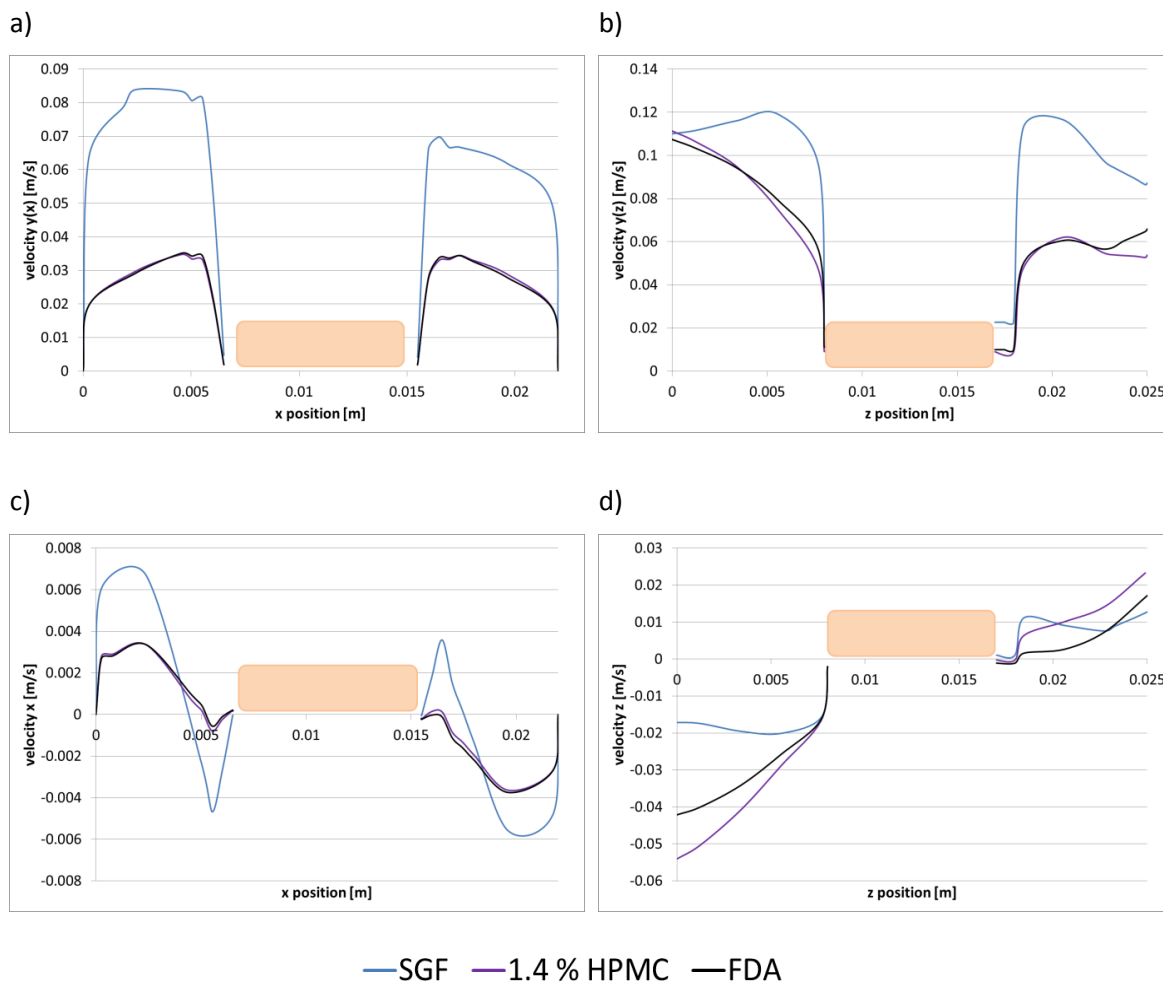 a)
velocity y(x) [m/s]
0.09
0.08
0.07
0.06
0.05
0.04
0.03
0.02
0.01
0
0 0.005 0.01 0.015 0.02
x position [m]
b)
velocity y(z) [m/s]
0.14
0.12
0.1
0.08
0.06
0.04
0.02
0
0 0.005 0.01 0.015 0.02 0.025
z position [m]
c)
velocity x [m/s]
0.008
0.006
0.004
0.002
0
-0.002
-0.004
-0.006
-0.008
0 0.005 0.01 0.015 0.02
x position [m]
d)
velocity z [m/s]
0.03
0.02
0.01
0
-0.01
-0.02
-0.03
-0.04
-0.05
-0.06
0 0.005 0.01 0.015 0.02 0.025
z position [m]
SGF 1.4 % HPMC FDA